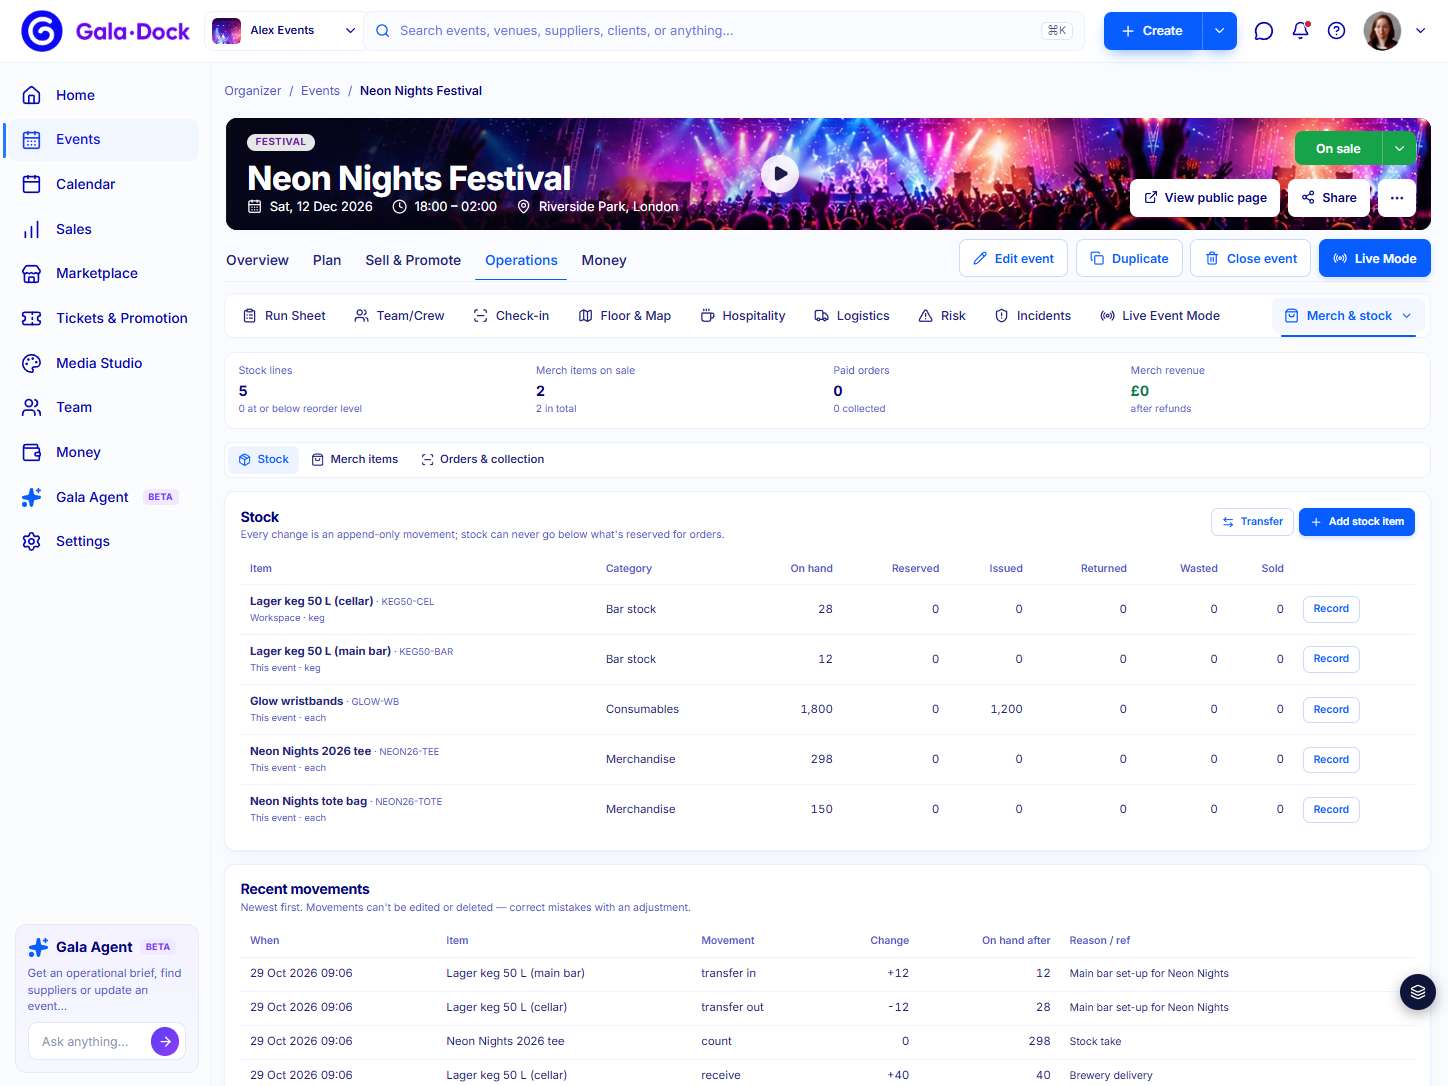 Gala·Dock
Alex Events
Search events, venues, suppliers, clients, or anything...
⌘K
+ Create
Home
Events
Calendar
Sales
Marketplace
Tickets & Promotion
Media Studio
Team
Money
Gala Agent BETA
Settings
Gala Agent BETA
Get an operational brief, find
suppliers or update an
event...
Ask anything...
Organizer / Events / Neon Nights Festival
FESTIVAL
Neon Nights Festival
Sat, 12 Dec 2026 18:00 – 02:00 Riverside Park, London
On sale
View public page Share
Overview Plan Sell & Promote Operations Money
Edit event Duplicate Close event Live Mode
Run Sheet Team/Crew Check-in Floor & Map Hospitality Logistics Risk Incidents Live Event Mode Merch & stock
Stock lines Merch items on sale Paid orders Merch revenue
5 2 0 £0
0 at or below reorder level 2 in total 0 collected after refunds
Stock Merch items Orders & collection
Stock
Every change is an append-only movement; stock can never go below what's reserved for orders.
Transfer + Add stock item
Item Category On hand Reserved Issued Returned Wasted Sold
Lager keg 50 L (cellar) · KEG50-CEL
Workspace · keg
Bar stock 28 0 0 0 0 0 Record
Lager keg 50 L (main bar) · KEG50-BAR
This event · keg
Bar stock 12 0 0 0 0 0 Record
Glow wristbands · GLOW-WB
This event · each
Consumables 1,800 0 1,200 0 0 0 Record
Neon Nights 2026 tee · NEON26-TEE
This event · each
Merchandise 298 0 0 0 0 0 Record
Neon Nights tote bag · NEON26-TOTE
This event · each
Merchandise 150 0 0 0 0 0 Record
Recent movements
Newest first. Movements can't be edited or deleted — correct mistakes with an adjustment.
When Item Movement Change On hand after Reason / ref
29 Oct 2026 09:06 Lager keg 50 L (main bar) transfer in +12 12 Main bar set-up for Neon Nights
29 Oct 2026 09:06 Lager keg 50 L (cellar) transfer out -12 28 Main bar set-up for Neon Nights
29 Oct 2026 09:06 Neon Nights 2026 tee count 0 298 Stock take
29 Oct 2026 09:06 Lager keg 50 L (cellar) receive +40 40 Brewery delivery